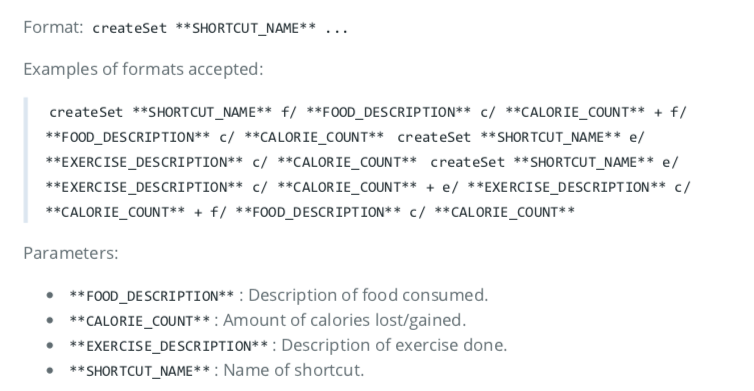 Format: createSet **SHORTCUT_NAME** ...
Examples of formats accepted:
createSet **SHORTCUT_NAME** f/ **FOOD_DESCRIPTION** c/ **CALORIE_COUNT** + f/
**FOOD_DESCRIPTION** c/ **CALORIE_COUNT** createSet **SHORTCUT_NAME** e/
**EXERCISE_DESCRIPTION** c/ **CALORIE_COUNT** createSet **SHORTCUT_NAME** e/
**EXERCISE_DESCRIPTION** c/ **CALORIE_COUNT** + e/ **EXERCISE_DESCRIPTION** c/
**CALORIE_COUNT** + f/ **FOOD_DESCRIPTION** c/ **CALORIE_COUNT**
Parameters:
• **FOOD_DESCRIPTION** : Description of food consumed.
• **CALORIE_COUNT** : Amount of calories lost/gained.
• **EXERCISE_DESCRIPTION** : Description of exercise done.
• **SHORTCUT_NAME** : Name of shortcut.